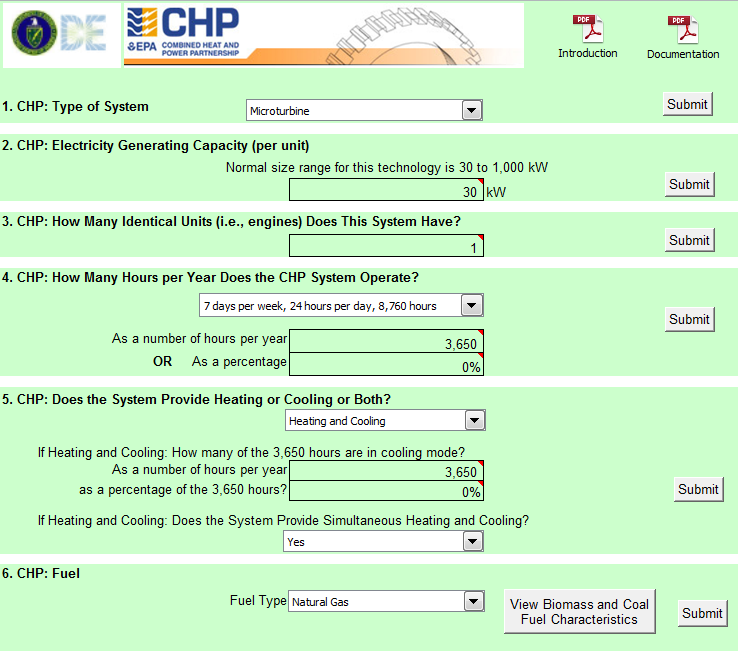 DE
CHP
EPA COMBINED HEAT AND
POWER PARTNERSHIP
PDF
Introduction
PDF
Documentation
1. CHP: Type of System
Microturbine
Submit
2. CHP: Electricity Generating Capacity (per unit)
Normal size range for this technology is 30 to 1,000 kW
30 kW
Submit
3. CHP: How Many Identical Units (i.e., engines) Does This System Have?
1
Submit
4. CHP: How Many Hours per Year Does the CHP System Operate?
7 days per week, 24 hours per day, 8,760 hours
Submit
As a number of hours per year 3,650
OR As a percentage 0%
5. CHP: Does the System Provide Heating or Cooling or Both?
Heating and Cooling
If Heating and Cooling: How many of the 3,650 hours are in cooling mode?
As a number of hours per year 3,650
as a percentage of the 3,650 hours? 0%
Submit
If Heating and Cooling: Does the System Provide Simultaneous Heating and Cooling?
Yes
6. CHP: Fuel
Fuel Type Natural Gas
View Biomass and Coal
Fuel Characteristics
Submit